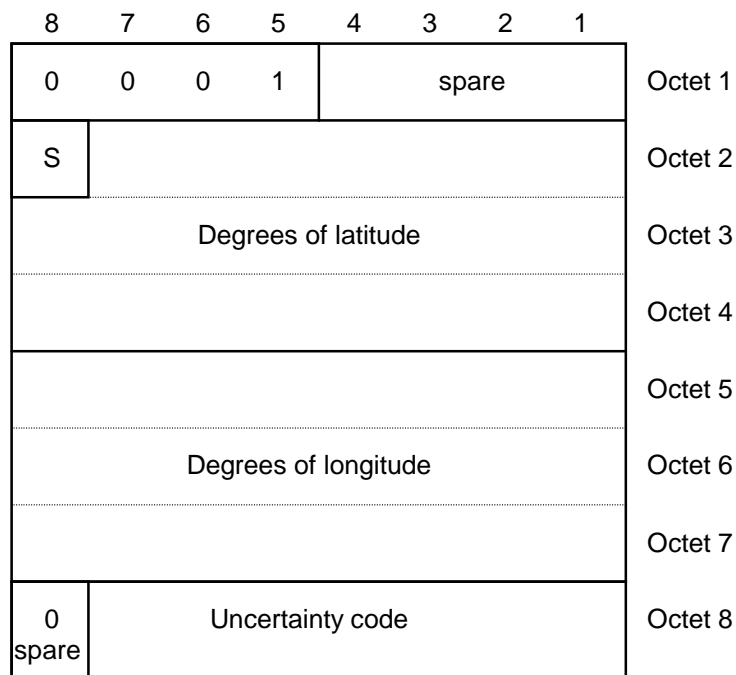 8 7 6 5 4 3 2 1
0 0 0 1 spare Octet 1
S Octet 2
Degrees of latitude Octet 3
Octet 4
Octet 5
Degrees of longitude Octet 6
Octet 7
0 Uncertainty code Octet 8
spare